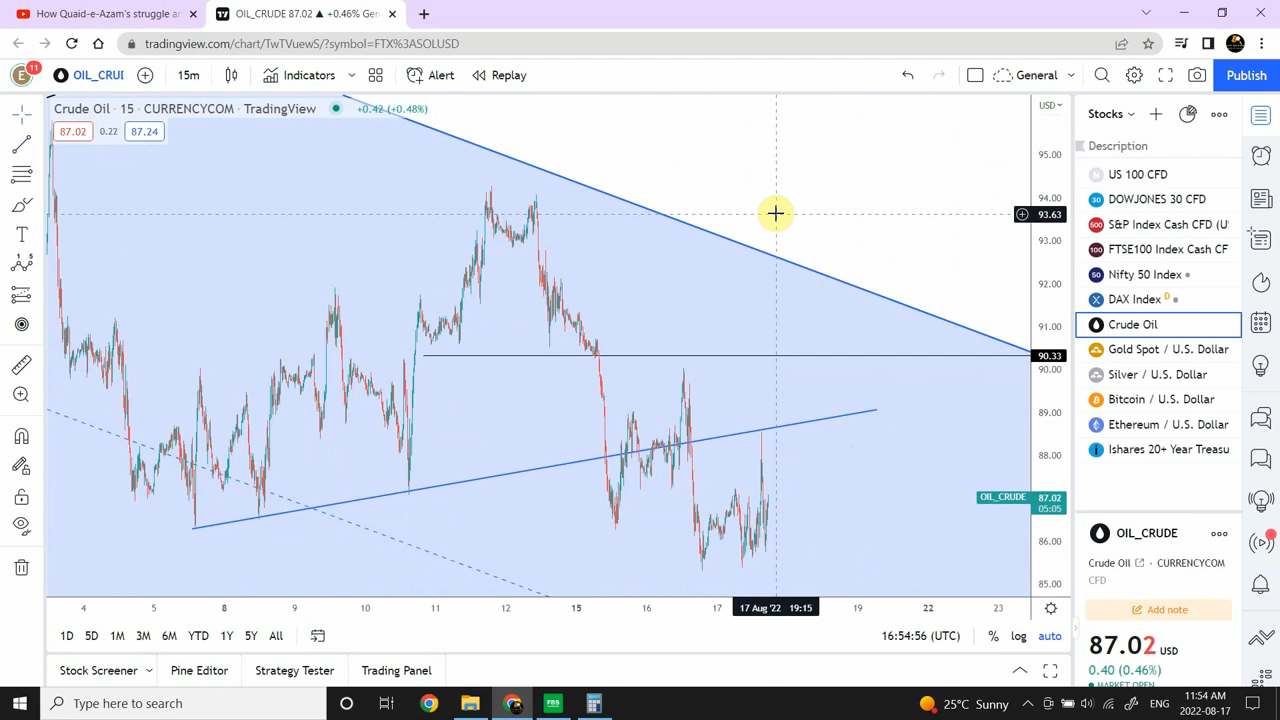 How Quaid-e-Azam's struggle ar
OIL_CRUDE 87.02 ▲ +0.46% Gen
tradingview.com/chart/TwTVuewS/?symbol=FTX%3ASOLUSD
E 11 OIL_CRUDE 15m Indicators Alert Replay General Publish
Crude Oil · 15 · CURRENCYCOM · TradingView +0.42 (+0.48%)
87.02 0.22 87.24
USD
95.00
94.00
93.63
93.00
92.00
91.00
90.33
90.00
89.00
88.00
OIL_CRUDE 87.02
05:05
86.00
85.00
4 5 8 9 10 11 12 15 16 17 17 Aug '22 19:15 19 22 23
1D 5D 1M 3M 6M YTD 1Y 5Y All 16:54:56 (UTC) % log auto
Stock Screener Pine Editor Strategy Tester Trading Panel
Stocks
Description
US 100 CFD
DOWJONES 30 CFD
S&P Index Cash CFD (U
FTSE100 Index Cash CF
Nifty 50 Index
DAX Index D
Crude Oil
Gold Spot / U.S. Dollar
Silver / U.S. Dollar
Bitcoin / U.S. Dollar
Ethereum / U.S. Dollar
Ishares 20+ Year Treasu
OIL_CRUDE
Crude Oil · CURRENCYCOM
CFD
Add note
87.02 USD
0.40 (0.46%)
MARKET OPEN
Type here to search
FBS
25°C Sunny ENG 11:54 AM
2022-08-17